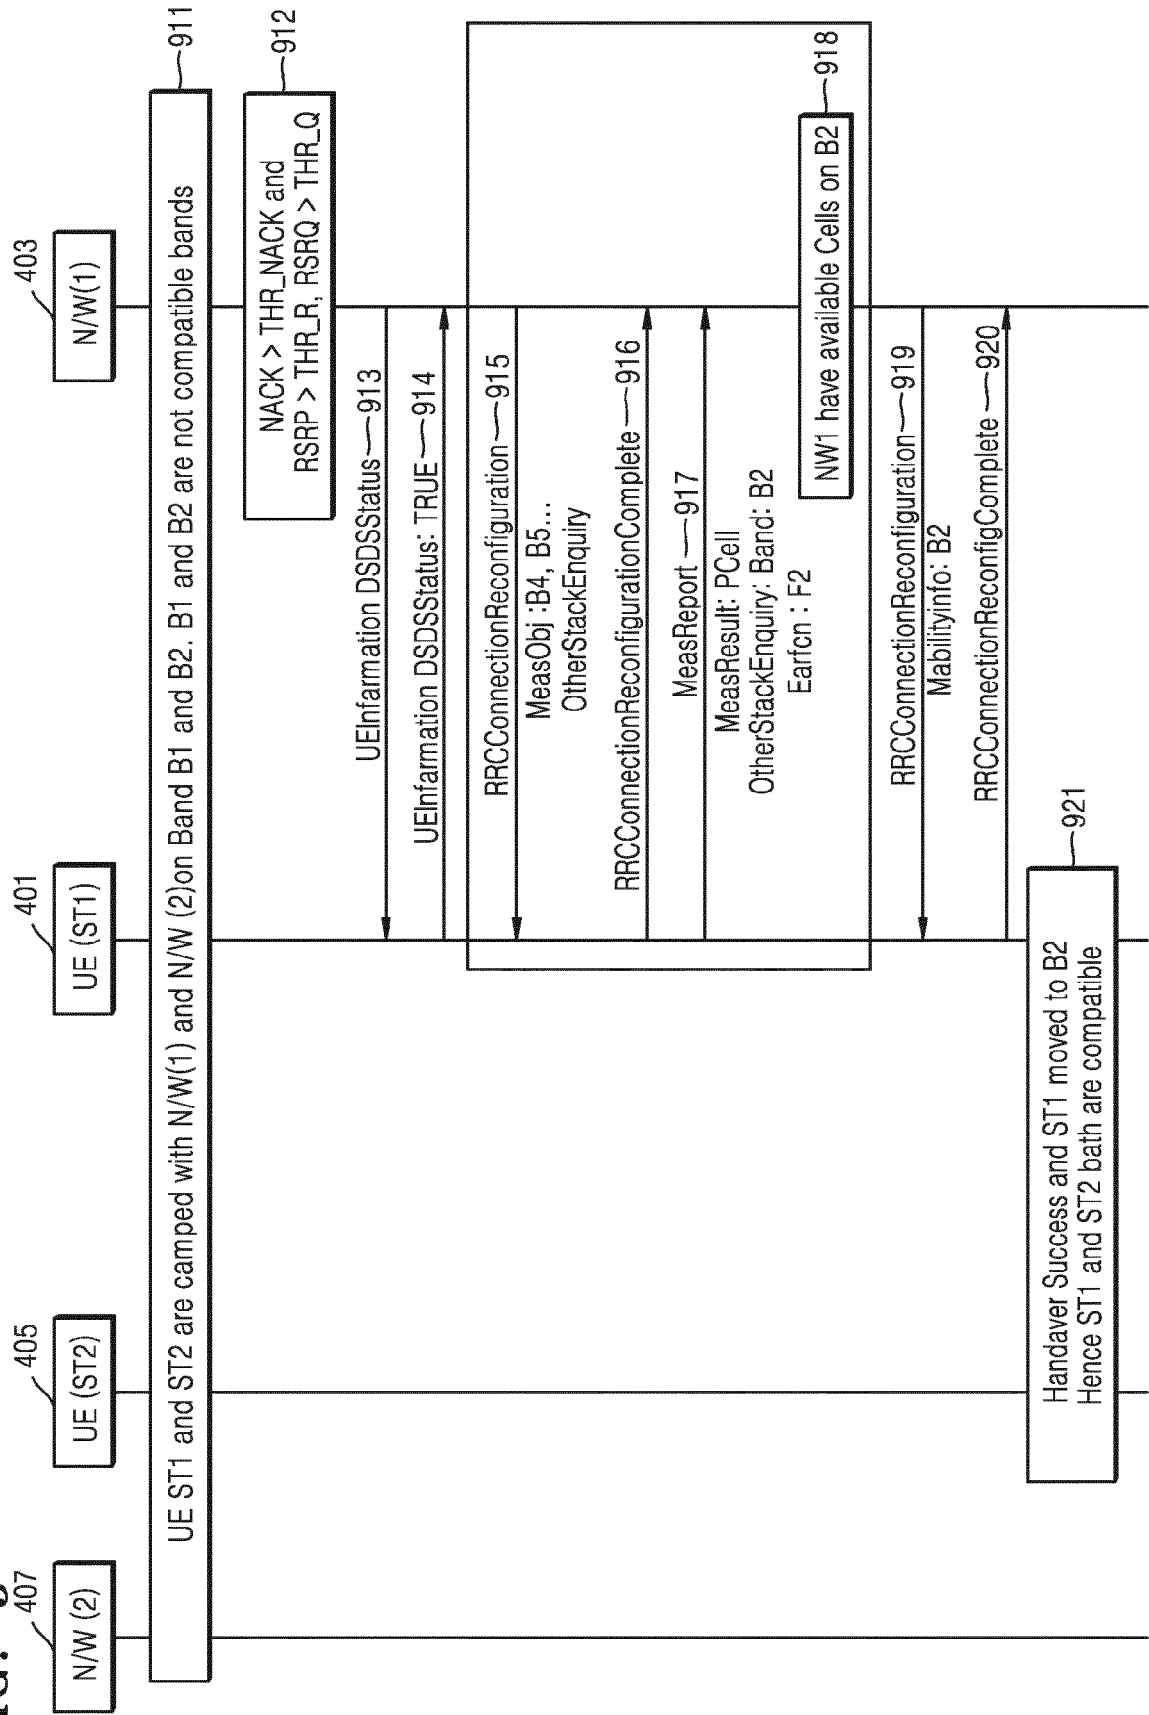 407
N/W (2)
405
UE (ST2)
401
UE (ST1)
403
N/W(1)
UE ST1 and ST2 are camped with N/W(1) and N/W (2)on Band B1 and B2. B1 and B2 are not compatible bands
911
NACK > THR_NACK and
RSRP > THR_R, RSRQ > THR_Q
912
UEInfarmation DSDSStatus 913
UEInfarmation DSDSStatus: TRUE 914
RRCConnectionReconfiguration 915
MeasObj :B4, B5...
OtherStackEnquiry
RRCConnectionReconfigurationComplete 916
MeasReport 917
MeasResult: PCell
OtherStackEnquiry: Band: B2
Earfcn : F2
NW1 have available Cells on B2
918
RRCConnectionReconfiguration 919
Mabilityinfo: B2
RRCConnectionReconfigComplete 920
Handaver Success and ST1 moved to B2
Hence ST1 and ST2 bath are compatible
921